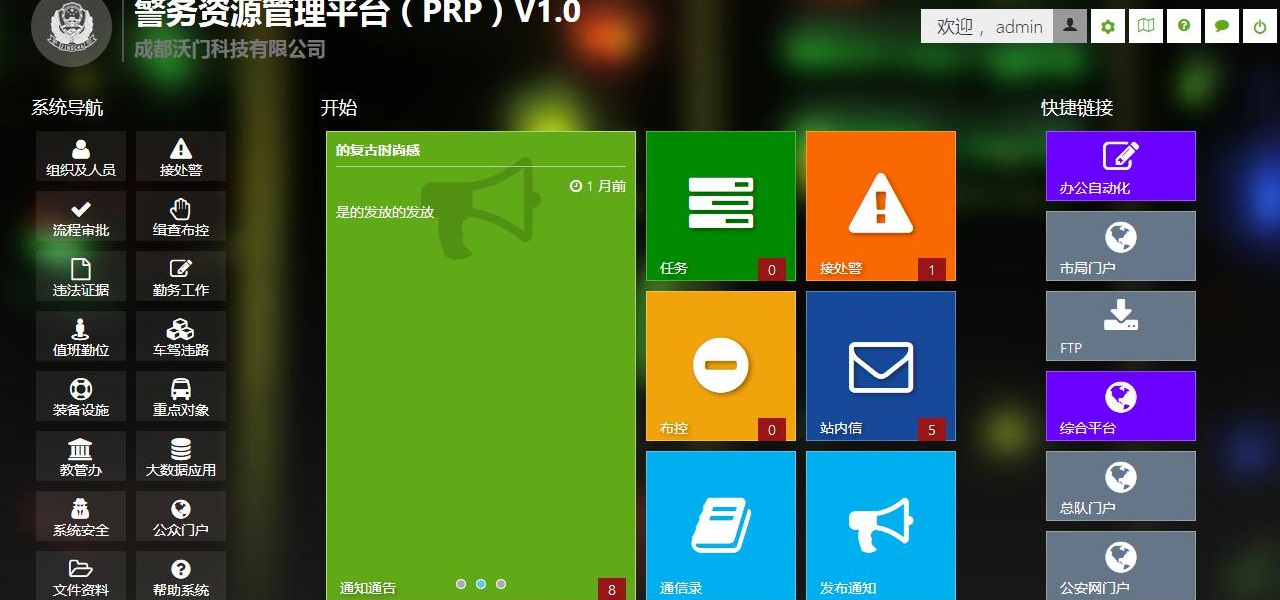 警务资源管理平台（PRP）V1.0
成都沃门科技有限公司
欢迎， admin
系统导航
组织及人员
接处警
流程审批
缉查布控
违法证据
勤务工作
值班勤位
车驾违路
装备设施
重点对象
教管办
大数据应用
系统安全
公众门户
文件资料
帮助系统
开始
的复古时尚感
1 月前
是的发放的发放
通知通告
8
任务
0
接处警
1
布控
0
站内信
5
通信录
发布通知
快捷链接
办公自动化
市局门户
FTP
综合平台
总队门户
公安网门户